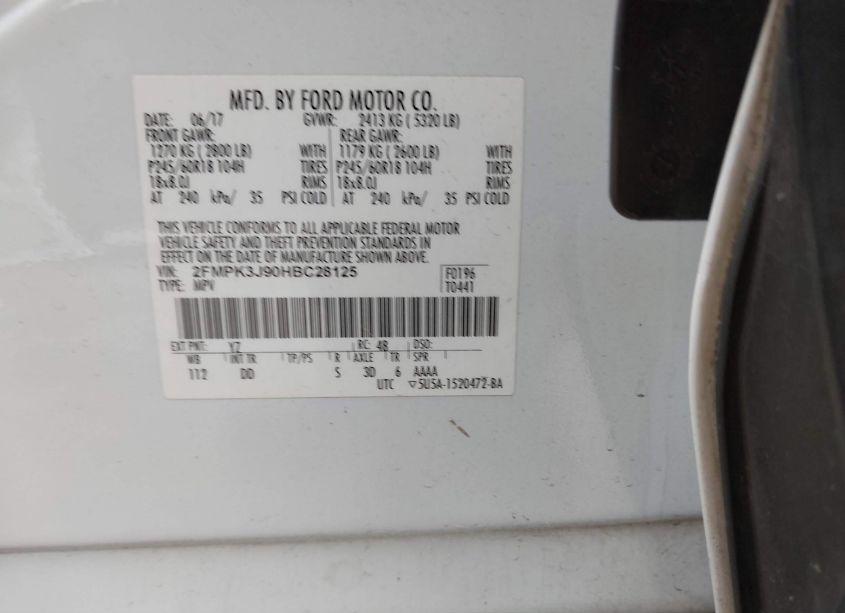 MFD. BY FORD MOTOR CO.
DATE: 06/17 GVWR: 2413 KG ( 5320 LB)
FRONT GAWR: REAR GAWR:
1270 KG ( 2800 LB) WITH 1179 KG ( 2600 LB) WITH
P245/60R18 104H TIRES P245/60R18 104H TIRES
18x8.0J RIMS 18x8.0J RIMS
AT 240 kPa/ 35 PSI COLD AT 240 kPa/ 35 PSI COLD
THIS VEHICLE CONFORMS TO ALL APPLICABLE FEDERAL MOTOR
VEHICLE SAFETY AND THEFT PREVENTION STANDARDS IN
EFFECT ON THE DATE OF MANUFACTURE SHOWN ABOVE.
VIN: 2FMPK3J90HBC28125 F0196
TYPE: MPV T0441
EXT PNT: YZ RC: 48 DSO:
WB INT TR TP/PS R AXLE TR SPR
112 DD S 3D 6 AAAA
UTC ▽5U5A-1520472-BA